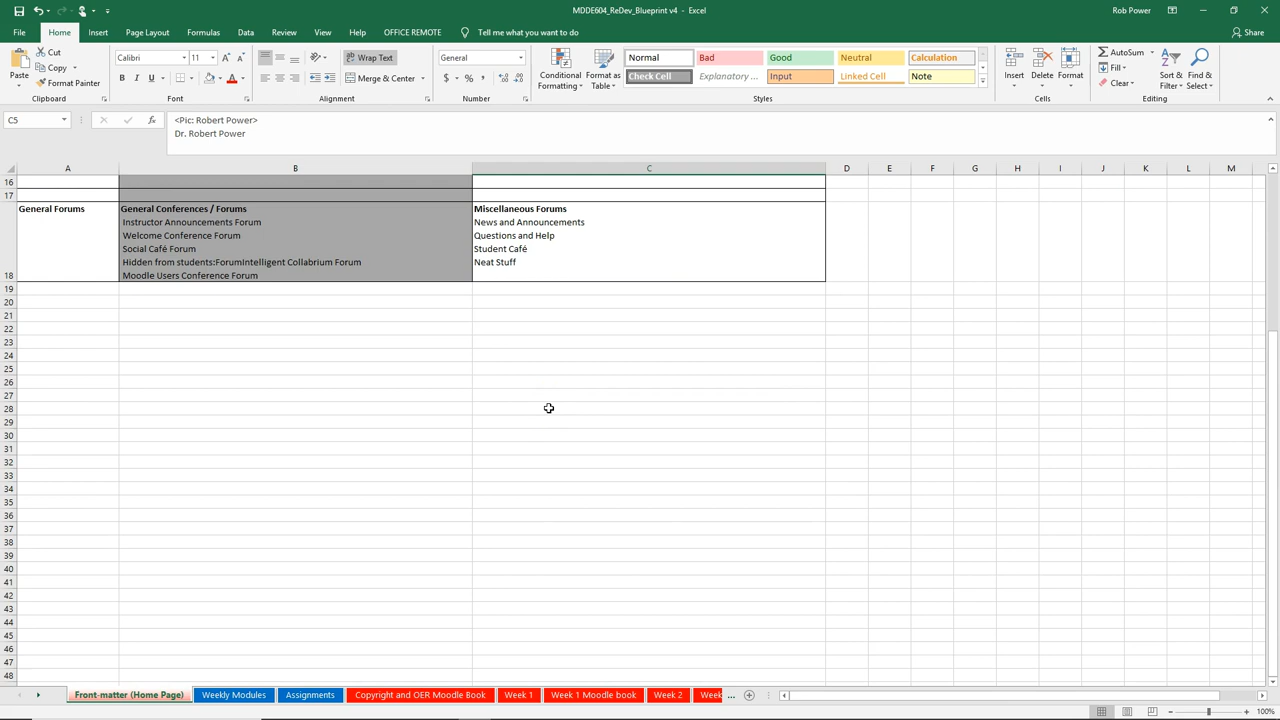 MDDE604_ReDev_Blueprint v4 - Excel
Rob Power
File Home Insert Page Layout Formulas Data Review View Help OFFICE REMOTE Tell me what you want to do Share
Paste
Cut
Copy
Format Painter
Clipboard
Calibri 11
B I U
A A
Font
Wrap Text
Merge & Center
Alignment
General
$ % ,
Number
Conditional Formatting
Format as Table
Normal Bad Good Neutral Calculation
Check Cell Explanatory ... Input Linked Cell Note
Styles
Insert Delete Format
Cells
AutoSum
Fill
Clear
Sort & Filter
Find & Select
Editing
C5
fx
<Pic: Robert Power>
Dr. Robert Power
A B C D E F G H I J K L M
16
17
General Forums
General Conferences / Forums
Instructor Announcements Forum
Welcome Conference Forum
Social Café Forum
Hidden from students:ForumIntelligent Collabrium Forum
Moodle Users Conference Forum
Miscellaneous Forums
News and Announcements
Questions and Help
Student Café
Neat Stuff
18
19
20
21
22
23
24
25
26
27
28
29
30
31
32
33
34
35
36
37
38
39
40
41
42
43
44
45
46
47
48
Front-matter (Home Page) Weekly Modules Assignments Copyright and OER Moodle Book Week 1 Week 1 Moodle book Week 2 Week ...
100%